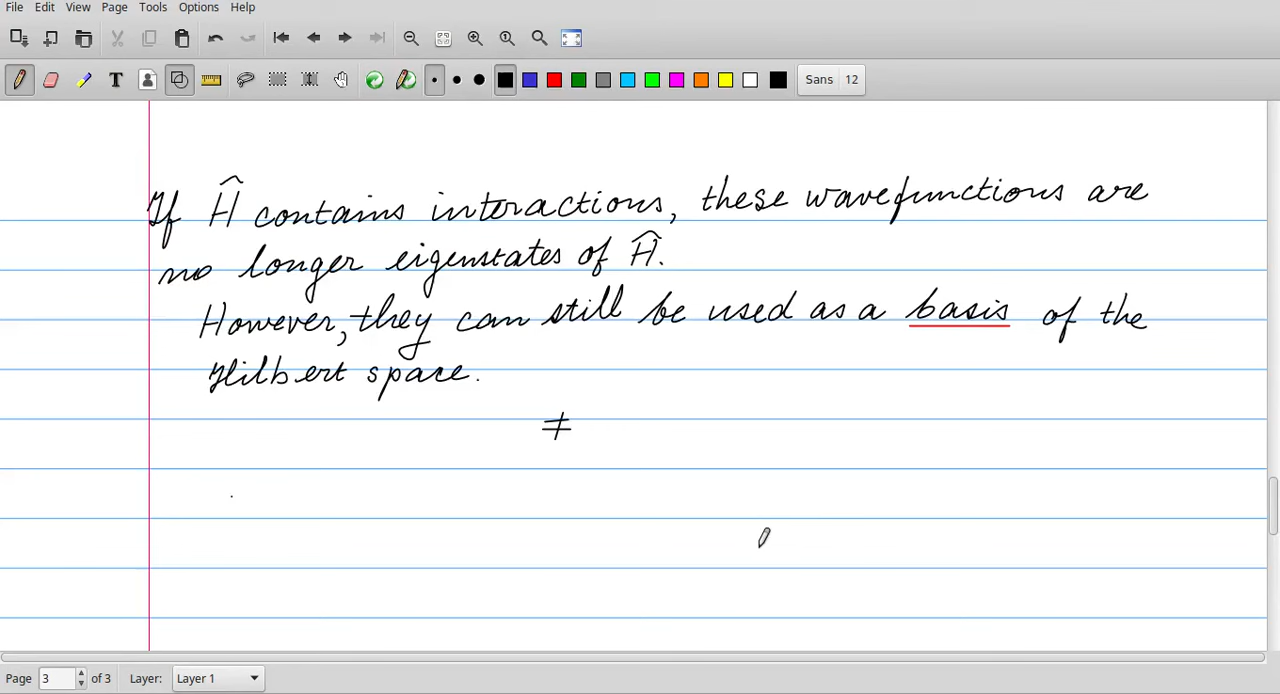 File Edit View Page Tools Options Help
Sans 12
If Ĥ contains interactions, these wavefunctions are
no longer eigenstates of Ĥ.
However, they can still be used as a basis of the
Hilbert space.
≠
Page 3 of 3 Layer: Layer 1